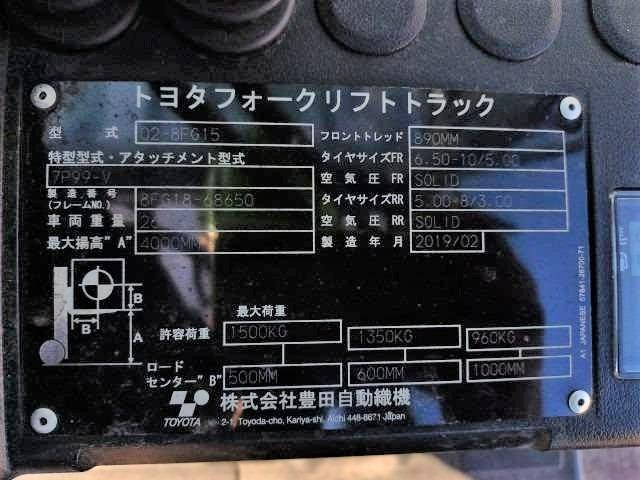 トヨタフォークリフトトラック
型 式 02-8FG15 フロントトレッド 890MM
特型型式・アタッチメント型式 タイヤサイズFR 6.50-10/5.00
7P99-V 空 気 圧 FR SOLID
製造番号 (フレームNO.) 8FG18-68650 タイヤサイズRR 5.00-8/3.00
車両重量 空 気 圧 RR SOLID
最大揚高"A" 4000MM 製 造 年 月 2019/02
B
B
A
最大荷重
許容荷重 1500KG 1350KG 960KG
ロード
センター"B" 500MM 600MM 1000MM
TOYOTA 株式会社豊田自動織機
Toyoda-cho, Kariya-shi, Aichi 448-8671 Japan
A1 JAPANESE 57841-26700-71